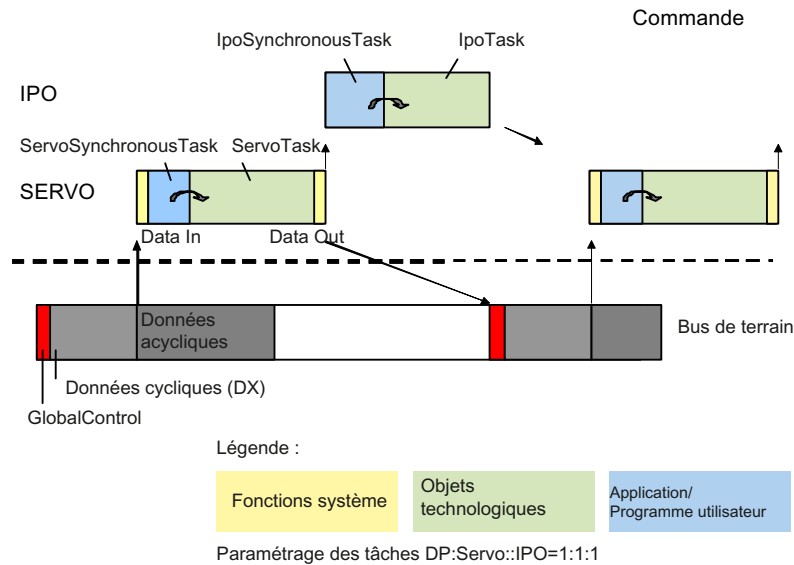 Commande
IpoSynchronousTask
IpoTask
IPO
ServoSynchronousTask
ServoTask
SERVO
Data In
Data Out
Données
acycliques
Bus de terrain
Données cycliques (DX)
GlobalControl
Légende :
Fonctions système
Objets
technologiques
Application/
Programme utilisateur
Paramétrage des tâches DP:Servo::IPO=1:1:1